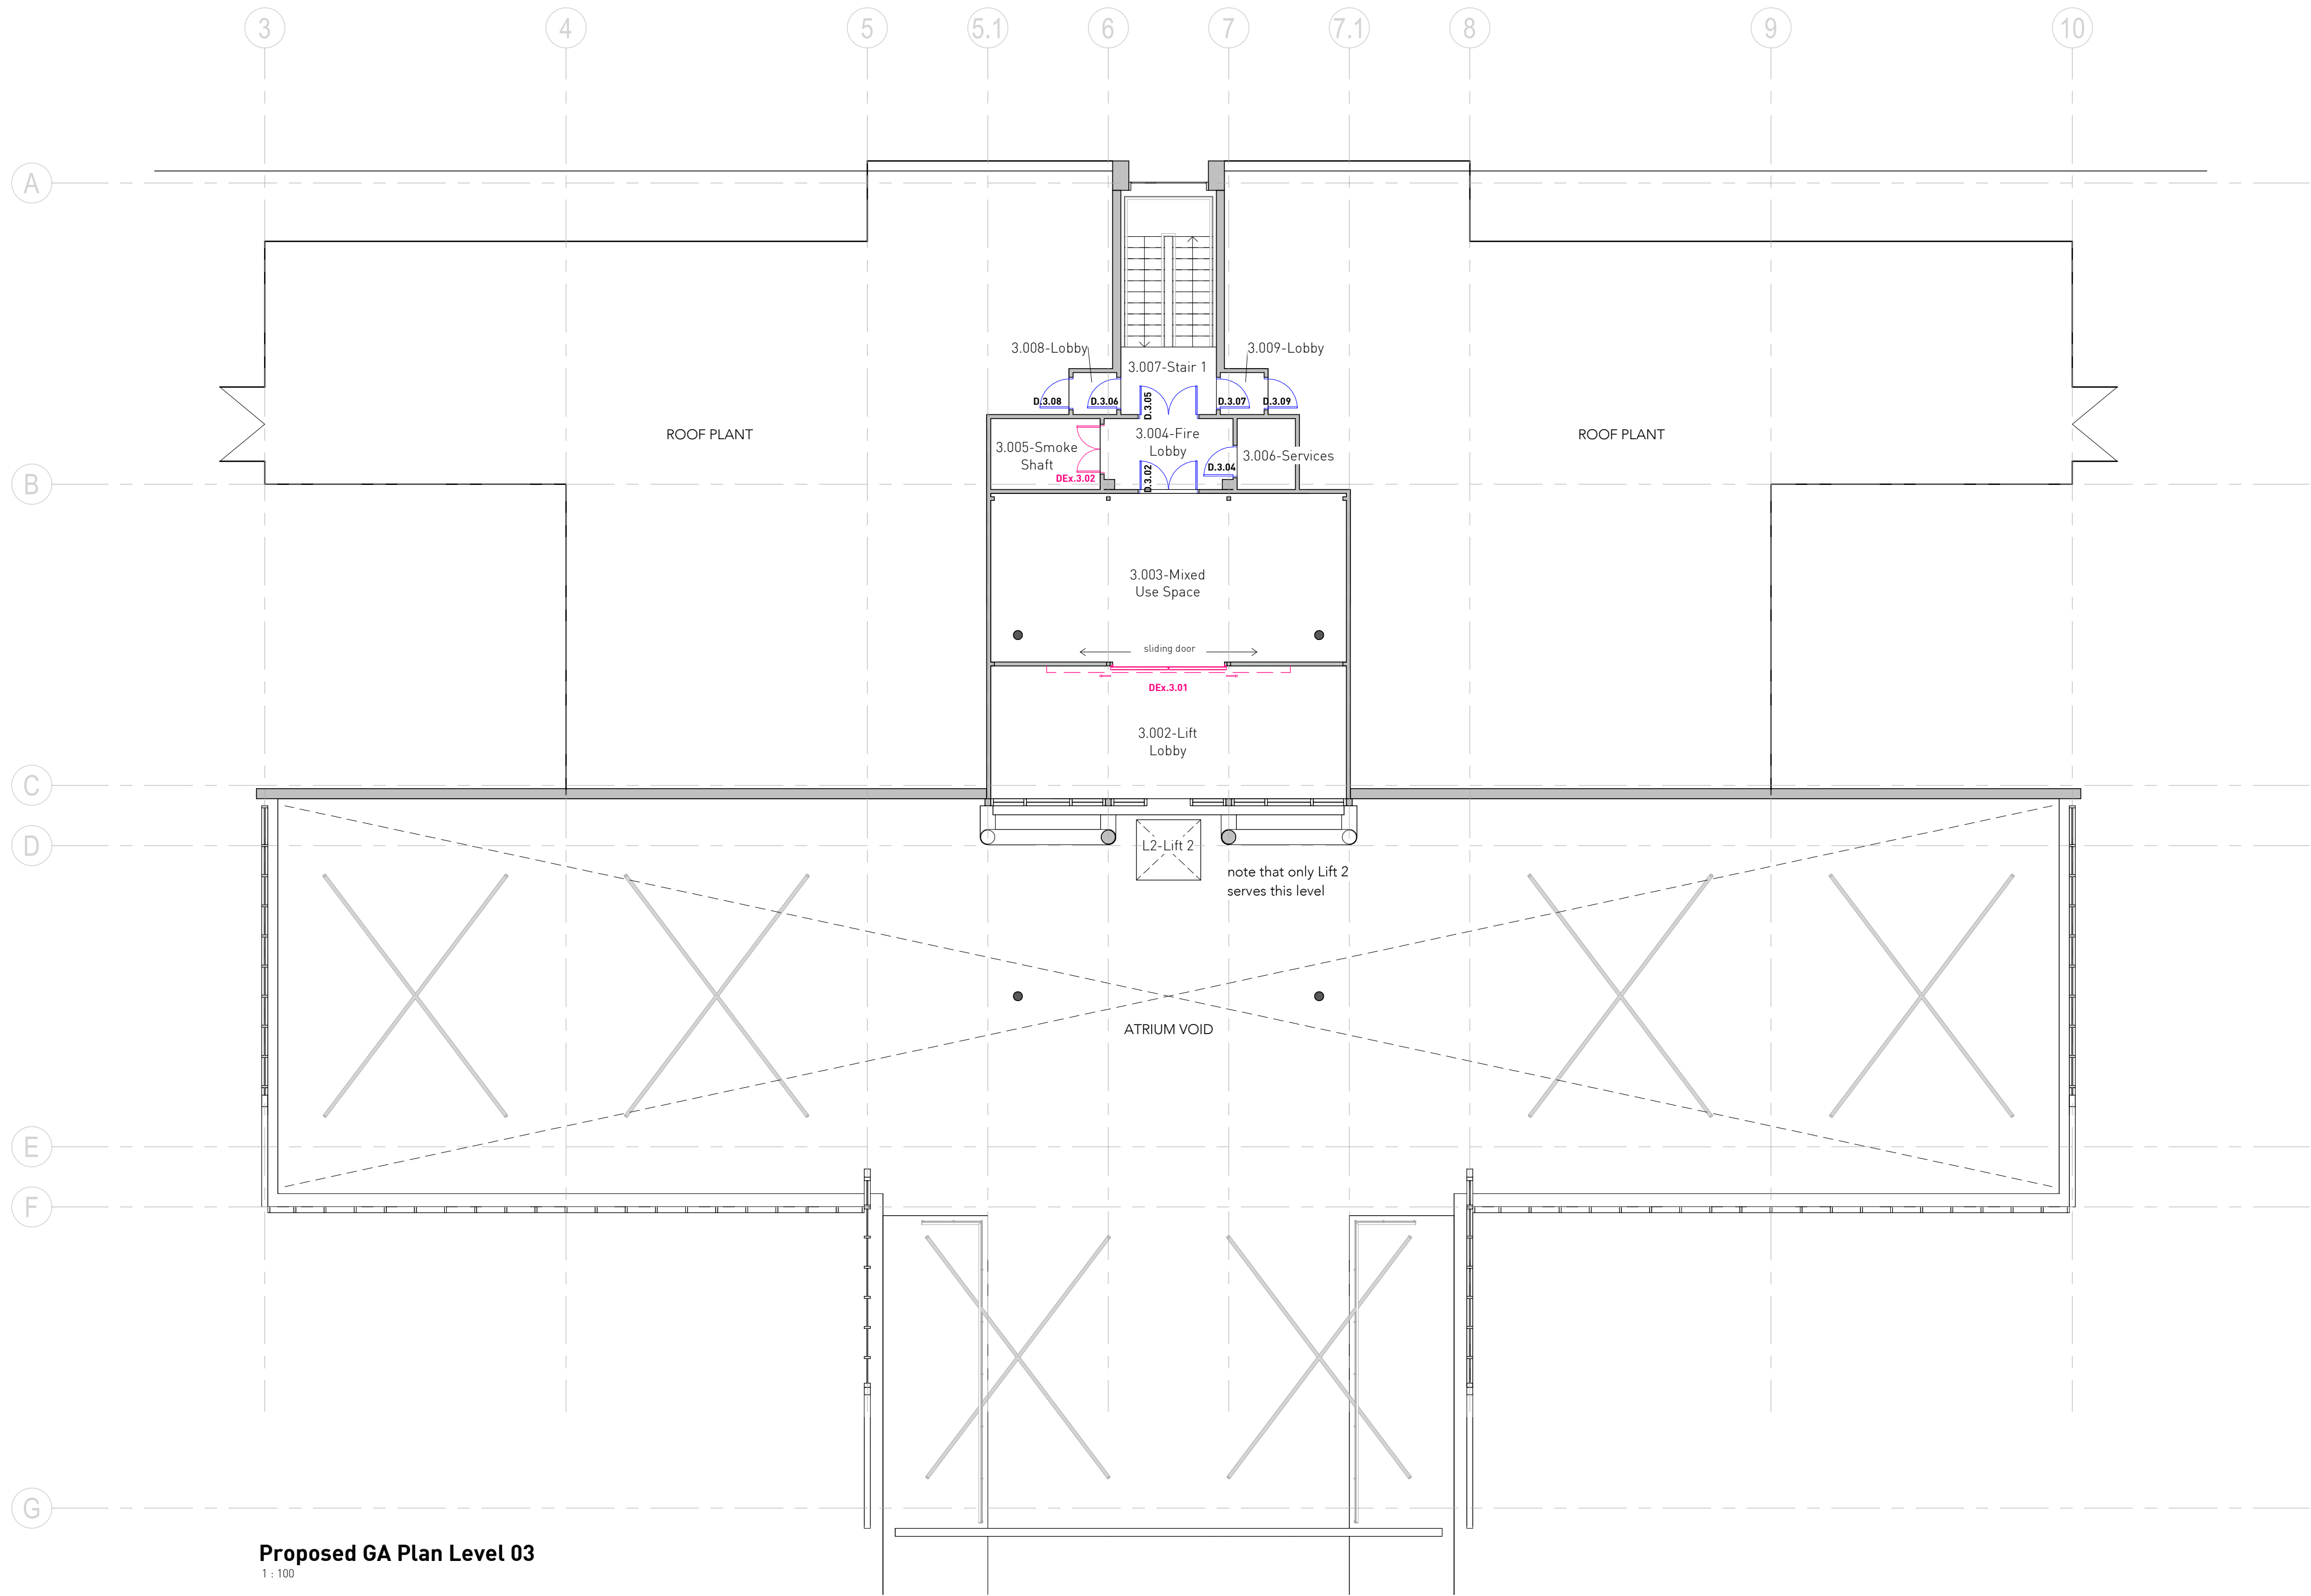 3 4 5 5.1 6 7 7.1 8 9 10
A
3.008-Lobby
3.009-Lobby
3.007-Stair 1
D.3.08
D.3.06
D.3.05
D.3.07
D.3.09
ROOF PLANT
ROOF PLANT
3.005-Smoke
Shaft
3.004-Fire
Lobby
3.006-Services
DEx.3.02
D.3.02
D.3.04
B
3.003-Mixed
Use Space
sliding door
DEx.3.01
3.002-Lift
Lobby
C
D
L2-Lift 2
note that only Lift 2
serves this level
ATRIUM VOID
E
F
G
Proposed GA Plan Level 03
1 : 100